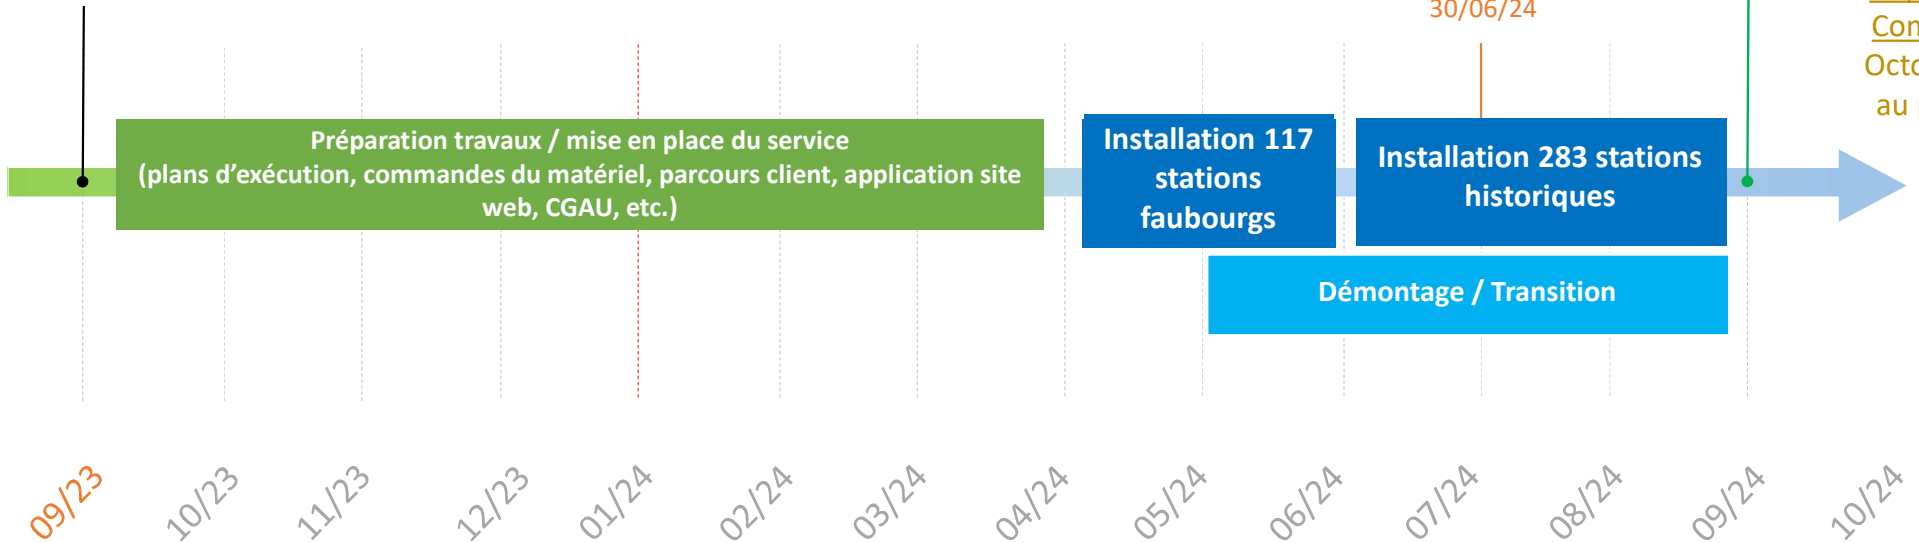 30/06/24
Octo
au
Préparation travaux / mise en place du service
(plans d’exécution, commandes du matériel, parcours client, application site
web, CGAU, etc.)
Installation 117
stations
faubourgs
Installation 283 stations
historiques
Démontage / Transition
09/23
10/23
11/23
12/23
01/24
02/24
03/24
04/24
05/24
06/24
07/24
08/24
09/24
10/24